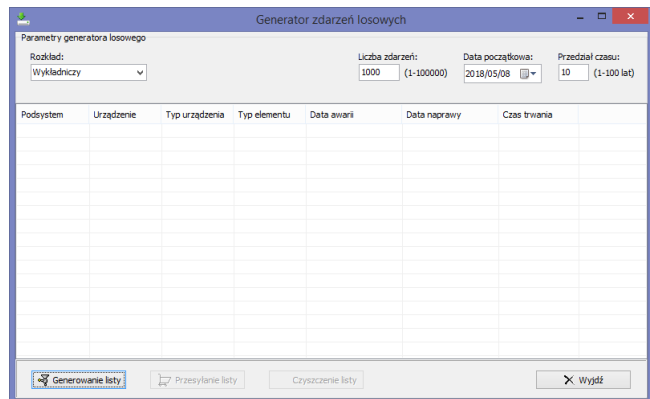 Generator zdarzeń losowych
Parametry generatora losowego
Rozkład: Liczba zdarzeń: Data początkowa: Przedział czasu:
Wykładniczy 1000 (1-100000) 2018/05/08 10 (1-100 lat)
Podsystem Urządzenie Typ urządzenia Typ elementu Data awarii Data naprawy Czas trwania
Generowanie listy Przesyłanie listy Czyszczenie listy Wyjdź